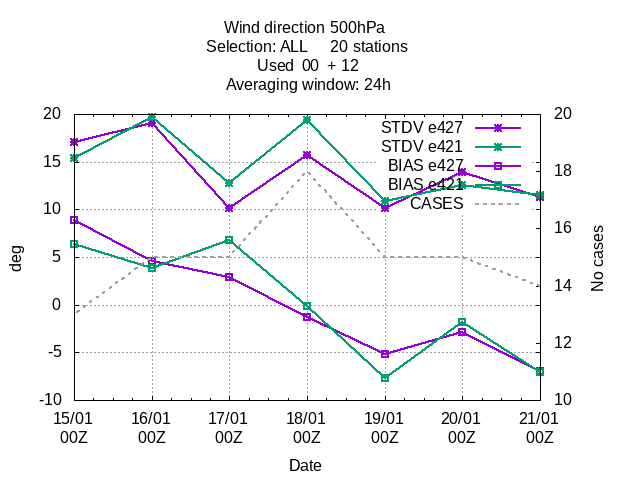 Wind direction 500hPa
Selection: ALL     20 stations
Used  00  + 12
Averaging window: 24h
20
15
10
5
0
-5
-10
deg
STDV e427
STDV e421
BIAS e427
BIAS e421
CASES
20
18
16
14
12
10
No cases
15/01 16/01 17/01 18/01 19/01 20/01 21/01
00Z 00Z 00Z 00Z 00Z 00Z 00Z
Date